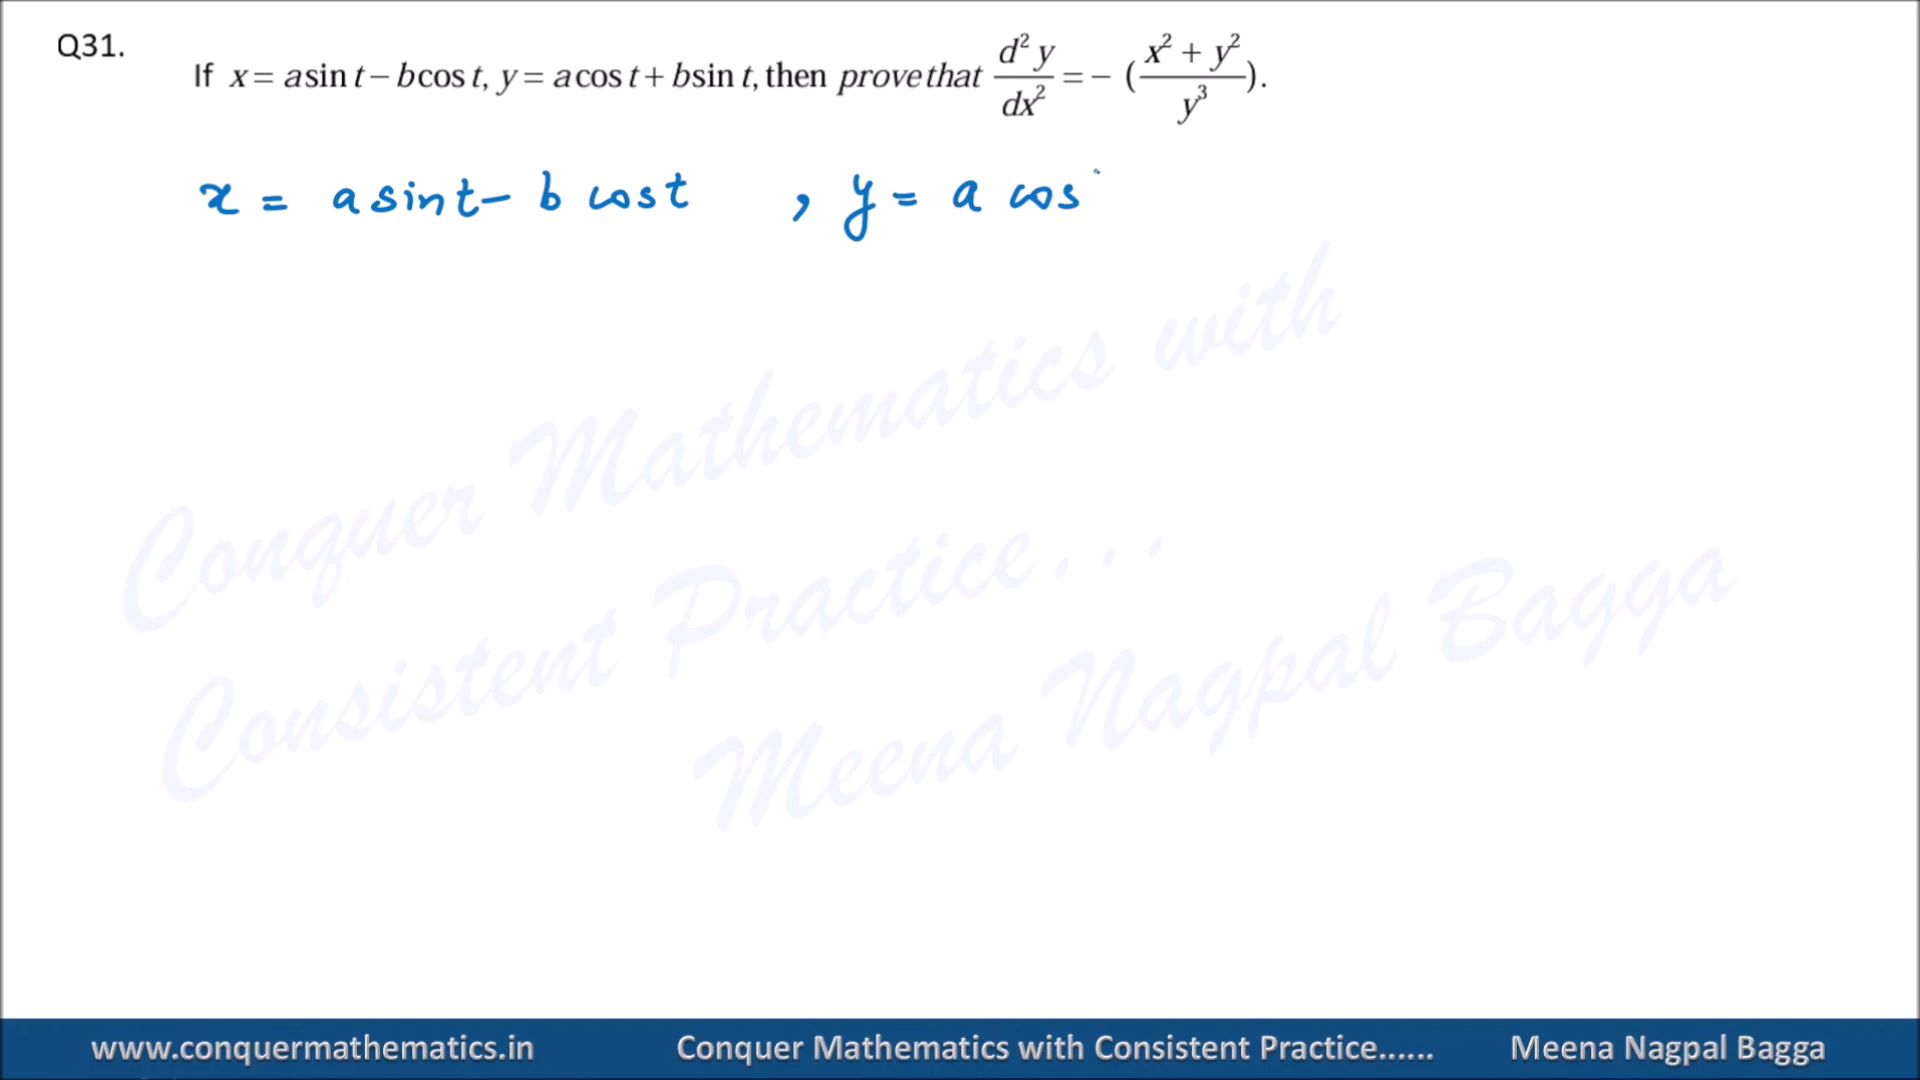 Q31.
If x = a sin t − b cos t, y = a cos t + b sin t, then prove that d²y/dx² = − (x² + y²/y³).
x = a sin t − b cos t , y = a cos
Conquer Mathematics with
Consistent Practice...
Meena Nagpal Bagga
www.conquermathematics.in Conquer Mathematics with Consistent Practice...... Meena Nagpal Bagga